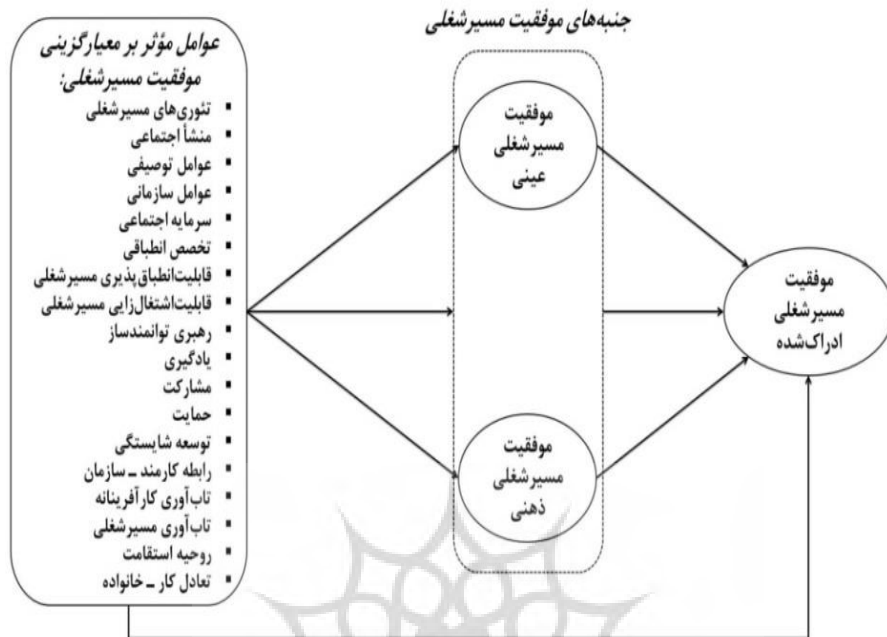 عوامل مؤثر بر معیارگزینی
موفقیت مسیرشغلی:
▪ تئوری‌های مسیرشغلی
▪ منشأ اجتماعی
▪ عوامل توصیفی
▪ عوامل سازمانی
▪ سرمایه اجتماعی
▪ تخصص انطباقی
▪ قابلیت‌انطباق‌پذیری مسیرشغلی
▪ قابلیت‌اشتغال‌زایی مسیرشغلی
▪ رهبری توانمندساز
▪ یادگیری
▪ مشارکت
▪ حمایت
▪ توسعه شایستگی
▪ رابطه کارمند ـ سازمان
▪ تاب‌آوری کارآفرینانه
▪ تاب‌آوری مسیرشغلی
▪ روحیه استقامت
▪ تعادل کار ـ خانواده
جنبه‌های موفقیت مسیرشغلی
موفقیت
مسیرشغلی
عینی
موفقیت
مسیرشغلی
ذهنی
موفقیت
مسیرشغلی
ادراک‌شده